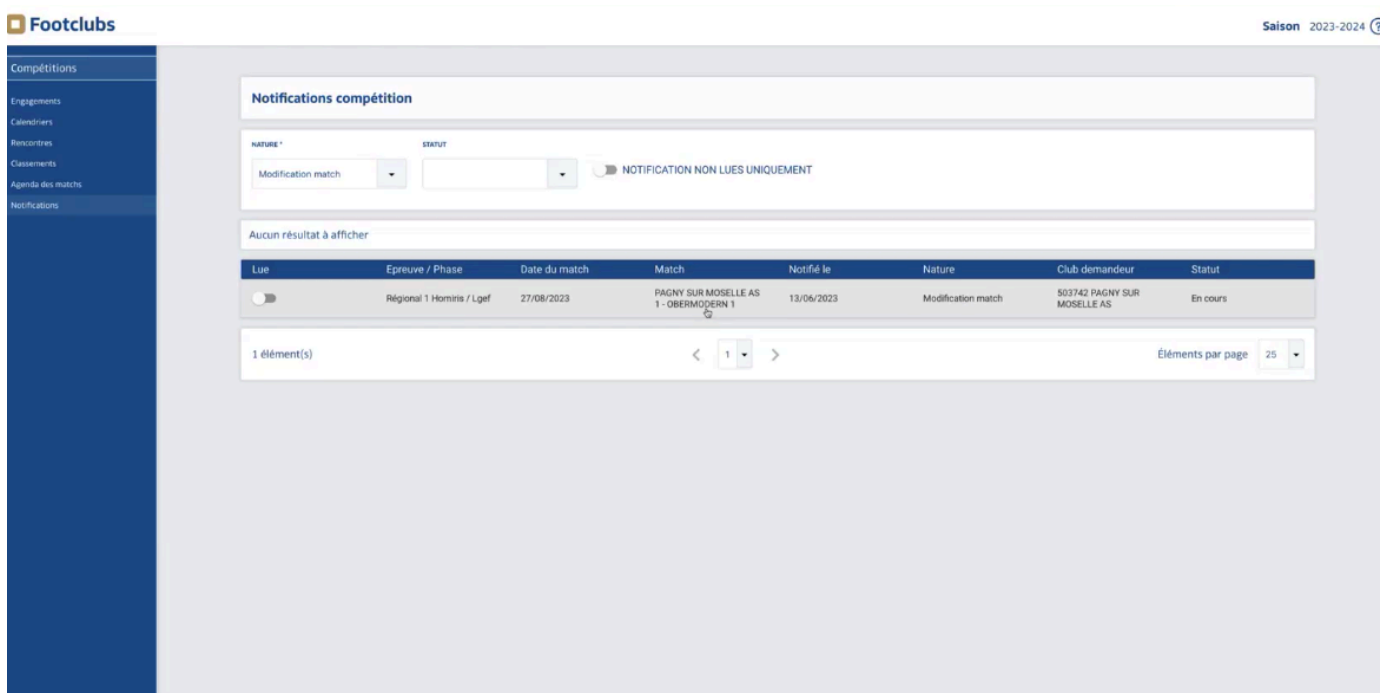 Footclubs
Saison 2023-2024 ?
Compétitions
Engagements
Calendriers
Rencontres
Classements
Agenda des matchs
Notifications
Notifications compétition
NATURE * STATUT
Modification match
NOTIFICATION NON LUES UNIQUEMENT
Aucun résultat à afficher
Lue Epreuve / Phase Date du match Match Notifié le Nature Club demandeur Statut
Régional 1 Homiris / Lgef 27/08/2023 PAGNY SUR MOSELLE AS 13/06/2023 Modification match 503742 PAGNY SUR En cours
1 - OBERMODERN 1 MOSELLE AS
1 élément(s) < 1 > Éléments par page 25